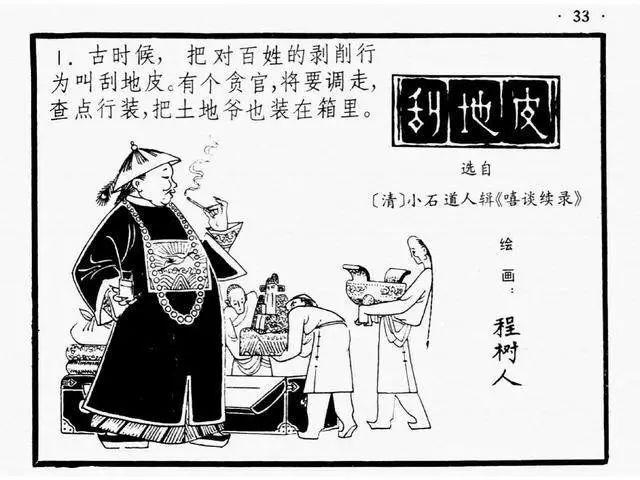 ·33·
1．古时候，把对百姓的剥削行
为叫刮地皮。有个贪官，将要调走，
查点行装，把土地爷也装在箱里。
刮地皮
选自
〔清〕小石道人辑《嘻谈续录》
绘画：
程树人